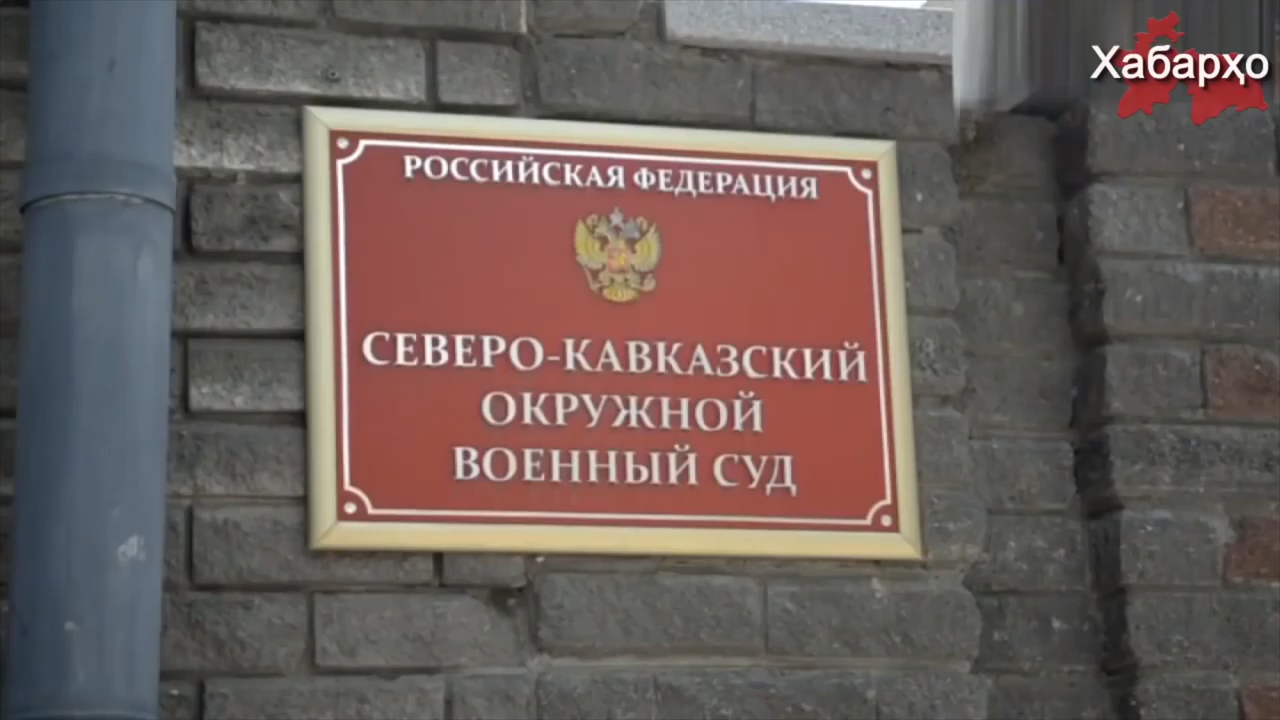 Хабарҳо
РОССИЙСКАЯ ФЕДЕРАЦИЯ
СЕВЕРО-КАВКАЗСКИЙ
ОКРУЖНОЙ
ВОЕННЫЙ СУД